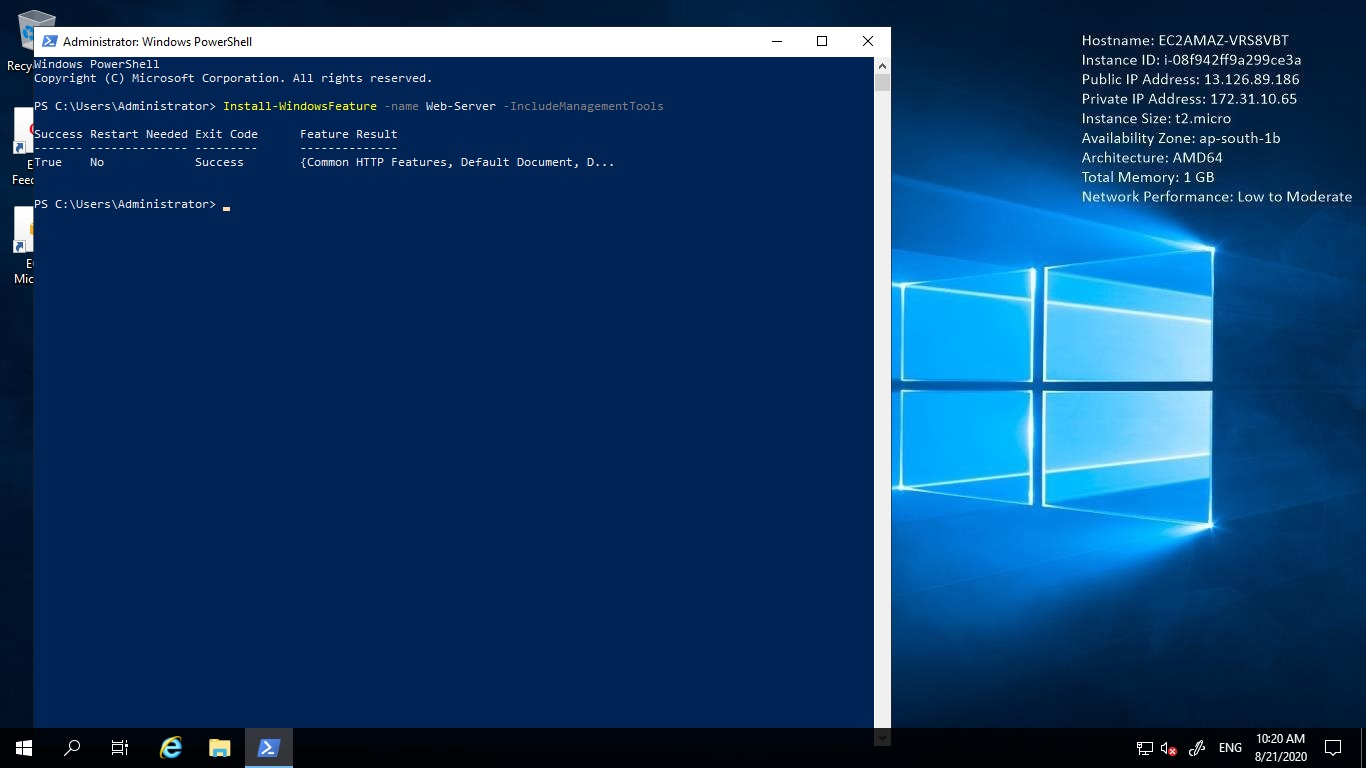 Recy
E
Feed
E
Mic
Administrator: Windows PowerShell
Windows PowerShell
Copyright (C) Microsoft Corporation. All rights reserved.
PS C:\Users\Administrator> Install-WindowsFeature -name Web-Server -IncludeManagementTools
Success Restart Needed Exit Code      Feature Result
------- -------------- ---------      --------------
True    No             Success        {Common HTTP Features, Default Document, D...
PS C:\Users\Administrator>
Hostname: EC2AMAZ-VRS8VBT
Instance ID: i-08f942ff9a299ce3a
Public IP Address: 13.126.89.186
Private IP Address: 172.31.10.65
Instance Size: t2.micro
Availability Zone: ap-south-1b
Architecture: AMD64
Total Memory: 1 GB
Network Performance: Low to Moderate
ENG
10:20 AM
8/21/2020